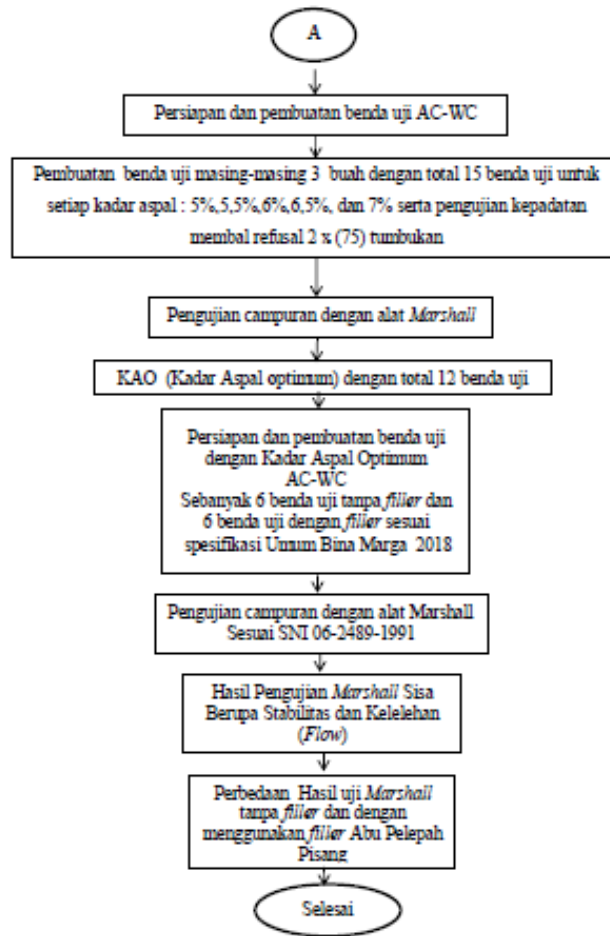 A
Persiapan dan pembuatan benda uji AC-WC
Pembuatan benda uji masing-masing 3 buah dengan total 15 benda uji untuk
setiap kadar aspal : 5%,5,5%,6%,6,5%, dan 7% serta pengujian kepadatan
membal refusal 2 x (75) tumbukan
Pengujian campuran dengan alat Marshall
KAO (Kadar Aspal optimum) dengan total 12 benda uji
Persiapan dan pembuatan benda uji
dengan Kadar Aspal Optimum
AC-WC
Sebanyak 6 benda uji tanpa filler dan
6 benda uji dengan filler sesuai
spesifikasi Umum Bina Marga 2018
Pengujian campuran dengan alat Marshall
Sesuai SNI 06-2489-1991
Hasil Pengujian Marshall Sisa
Berupa Stabilitas dan Kelelehan
(Flow)
Perbedaan Hasil uji Marshall
tanpa filler dan dengan
menggunakan filler Abu Pelepah
Pisang
Selesai